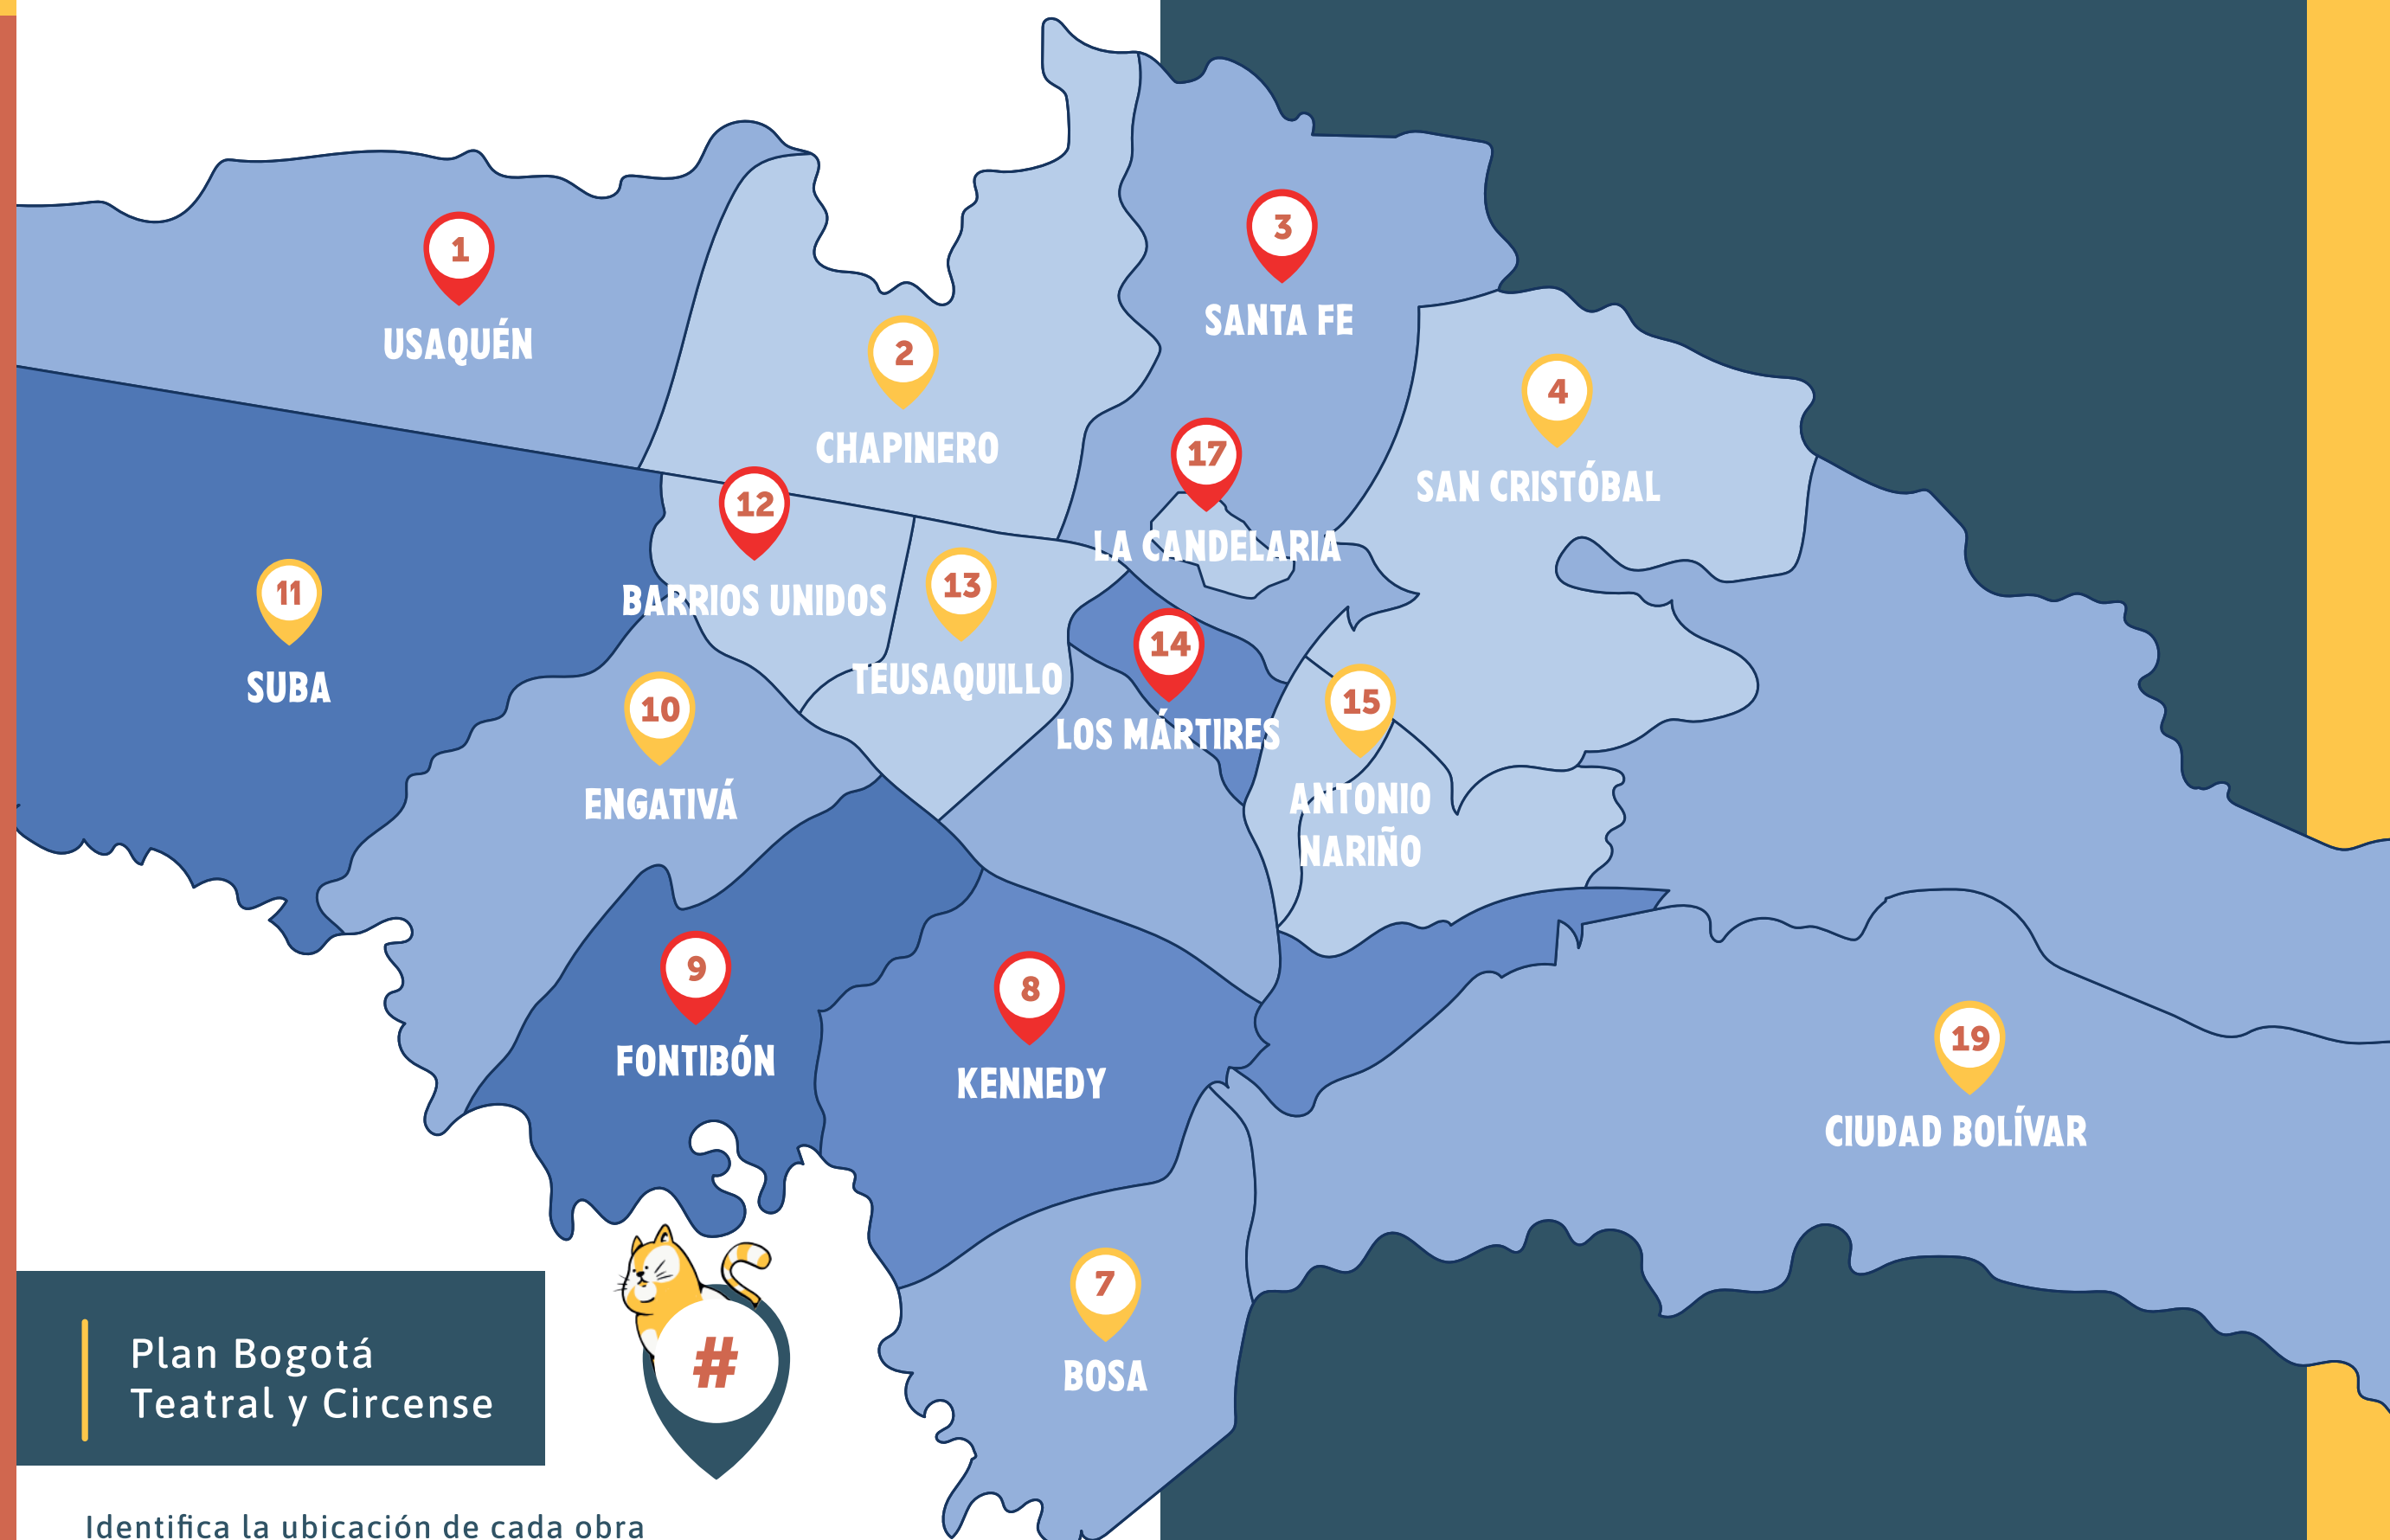 3
SANTA FE
1
USAQUÉN
2
CHAPINERO
4
SAN CRISTÓBAL
17
LA CANDELARIA
12
BARRIOS UNIDOS
13
TEUSAQUILLO
11
SUBA
14
LOS MÁRTIRES
15
ANTONIO
NARIÑO
10
ENGATIVÁ
9
FONTIBÓN
8
KENNEDY
19
CIUDAD BOLÍVAR
7
BOSA
#
Plan Bogotá
Teatral y Circense
Identifica la ubicación de cada obra